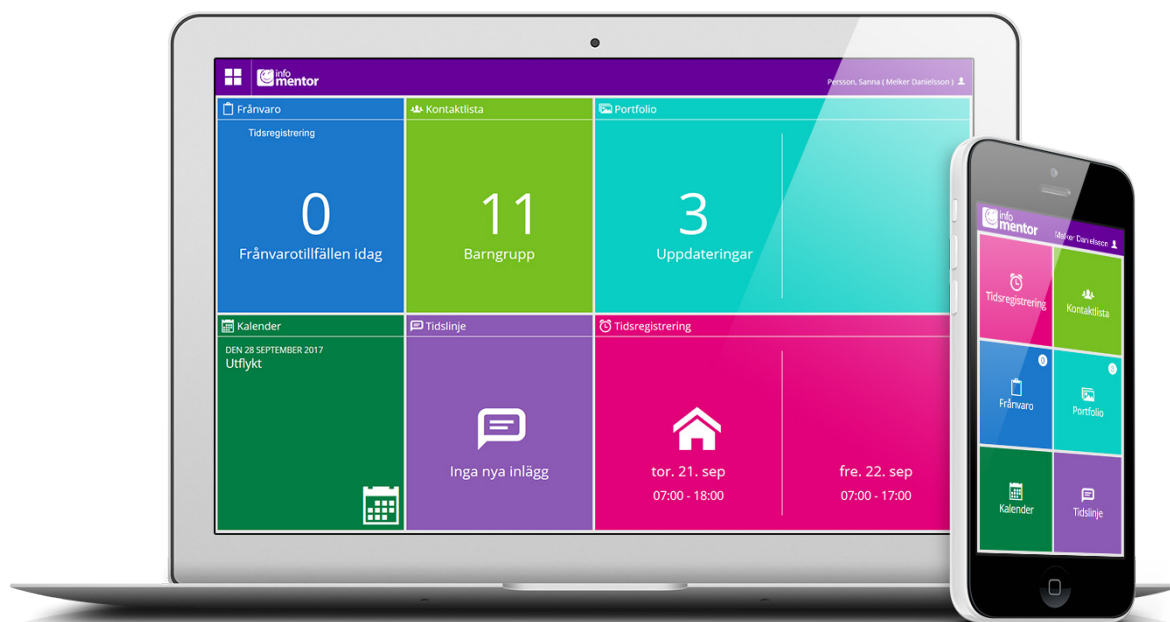 info
mentor
Persson, Sanna ( Melker Danielsson )
Frånvaro
Tidsregistrering
0
Frånvarotillfällen idag
Kontaktlista
11
Barngrupp
Portfolio
3
Uppdateringar
Kalender
DEN 28 SEPTEMBER 2017
Utflykt
Tidslinje
Inga nya inlägg
Tidsregistrering
tor. 21. sep
07:00 - 18:00
fre. 22. sep
07:00 - 17:00
info
mentor
Melker Danielsson
Tidsregistrering
Kontaktlista
0
Frånvaro
Portfolio
Kalender
Tidslinje